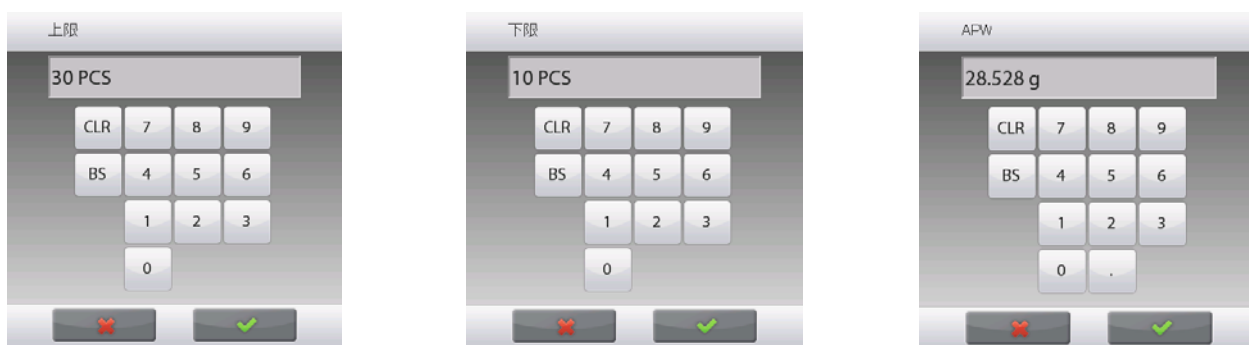 上限
30 PCS
CLR 7 8 9
BS 4 5 6
1 2 3
0
下限
10 PCS
CLR 7 8 9
BS 4 5 6
1 2 3
0
APW
28.528 g
CLR 7 8 9
BS 4 5 6
1 2 3
0 .